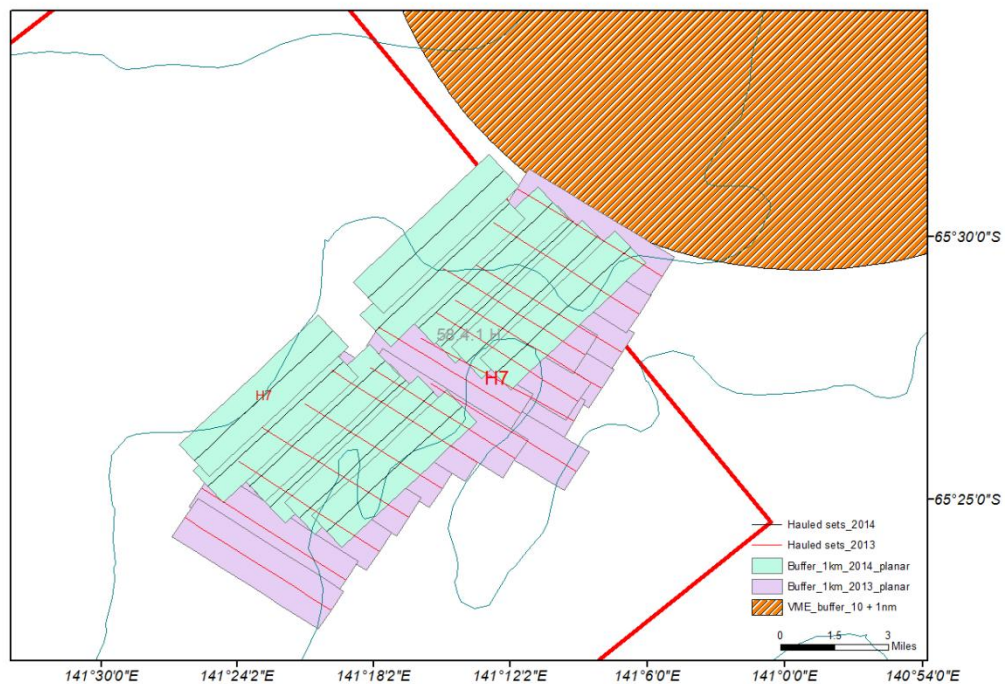 65°30'0"S
58.4.1 H
H7
H7
65°25'0"S
Hauled sets_2014
Hauled sets_2013
Buffer_1km_2014_planar
Buffer_1km_2013_planar
VME_buffer_10 + 1nm
0 1.5 3
Miles
141°30'0"E 141°24'2"E 141°18'2"E 141°12'2"E 141°6'0"E 141°0'0"E 140°54'0"E